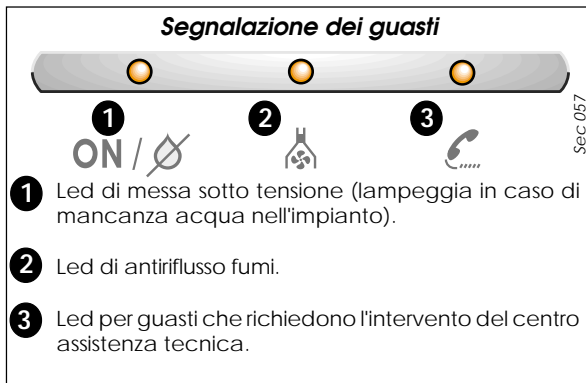 Segnalazione dei guasti
Sec 057
1 2 3
ON /
1 Led di messa sotto tensione (lampeggia in caso di
mancanza acqua nell'impianto).
2 Led di antiriflusso fumi.
3 Led per guasti che richiedono l'intervento del centro
assistenza tecnica.